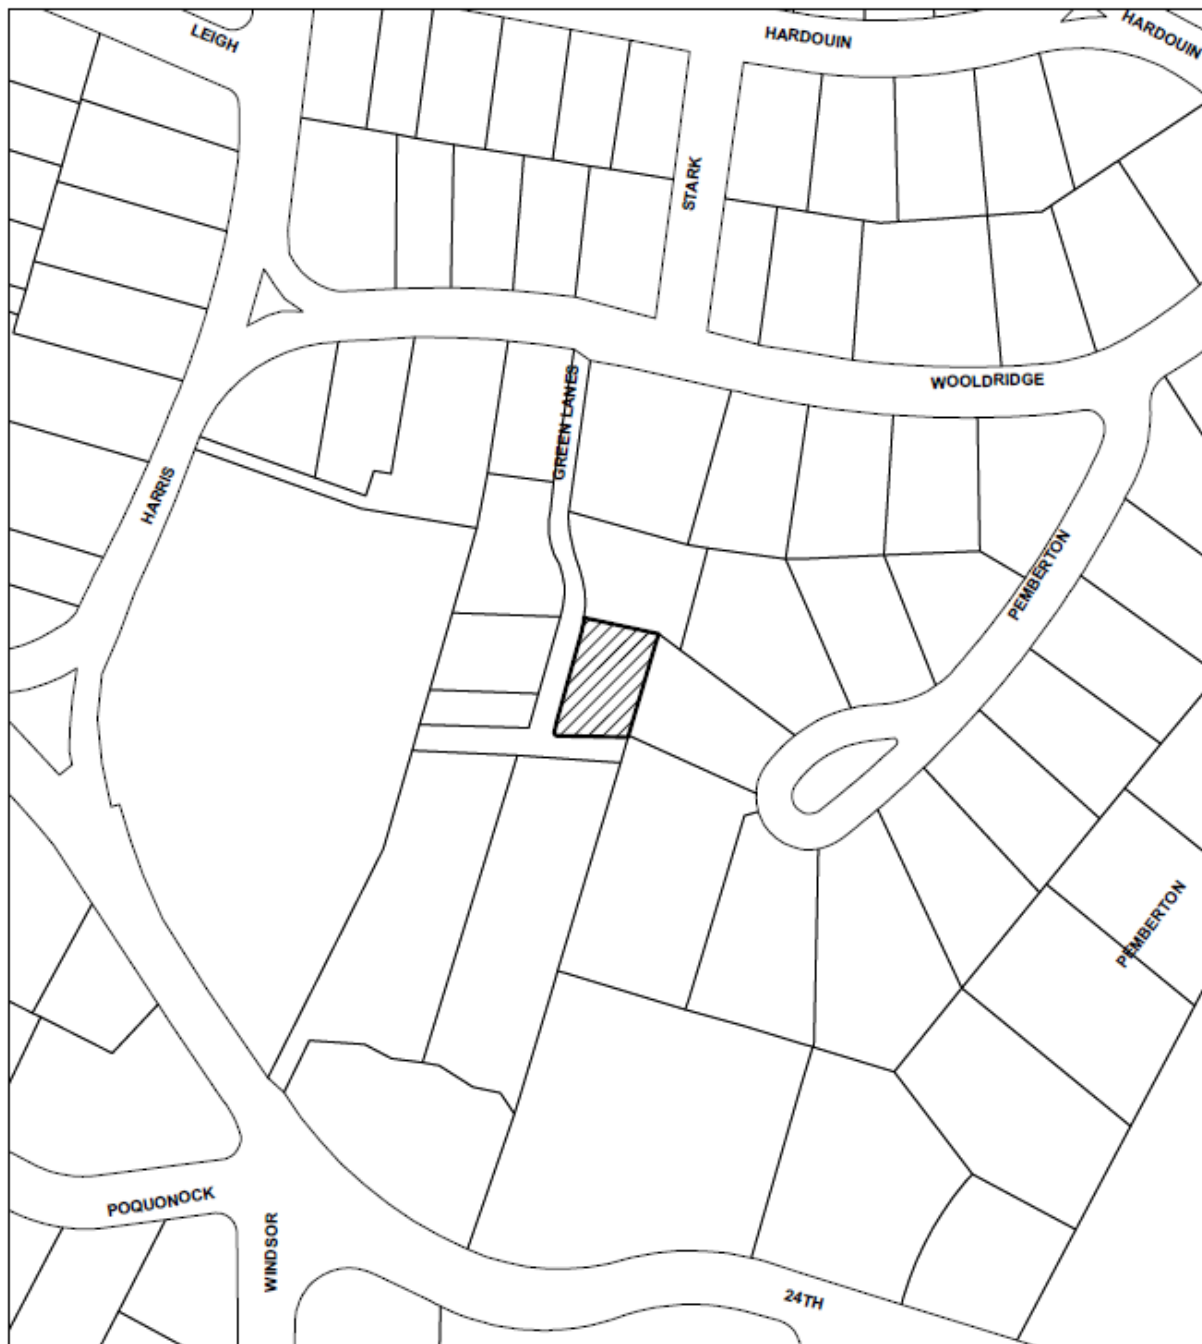 LEIGH
HARDOUIN
HARDOUIN
STARK
WOOLDRIDGE
GREEN LANES
HARRIS
PEMBERTON
PEMBERTON
POQUONOCK
WINDSOR
24TH